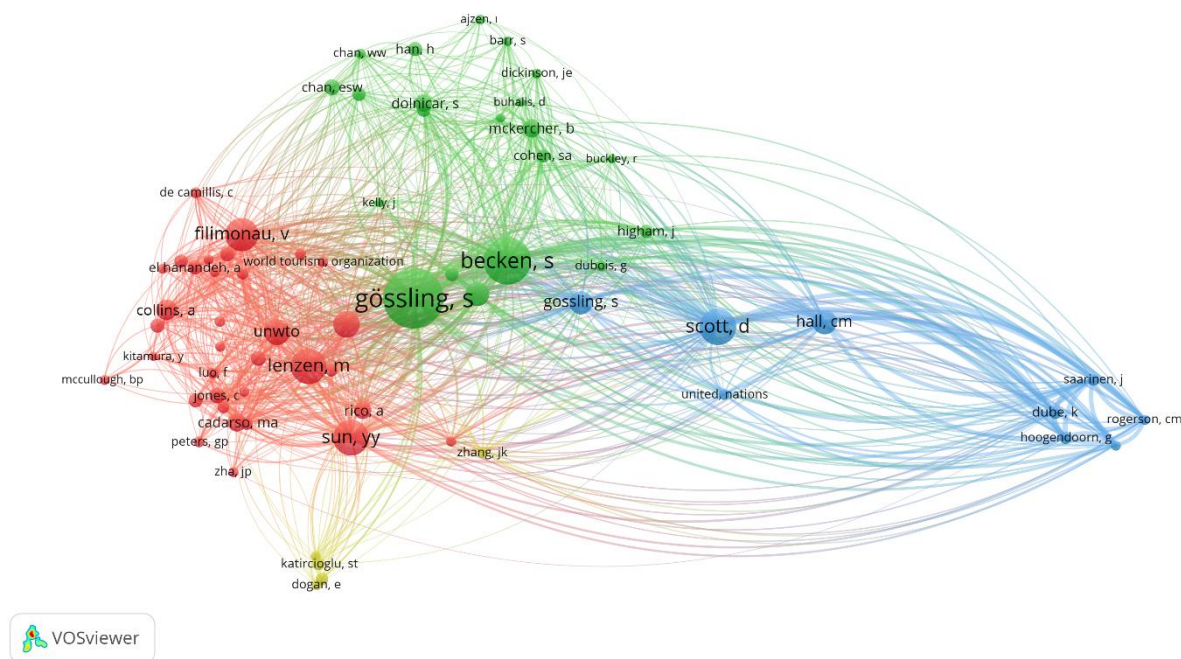 ajzen, i
barr, s
chan, ww
han, h
dickinson, je
chan, esw
dolnicar, s
buhalis, d
mckercher, b
cohen, sa
buckley, r
de camillis, c
kelly, j
filimonau, v
higham, j
world tourism, organization
becken, s
el hanandeh, a
dubois, g
gössling, s
gossling, s
collins, a
scott, d
hall, cm
unwto
kitamura, y
lenzen, m
luo, f
mccullough, bp
saarinen, j
jones, c
united, nations
rico, a
dube, k
cadarso, ma
rogerson, cm
sun, yy
hoogendoorn, g
peters, gp
zhang, jk
zha, jp
katircioglu, st
dogan, e
VOSviewer